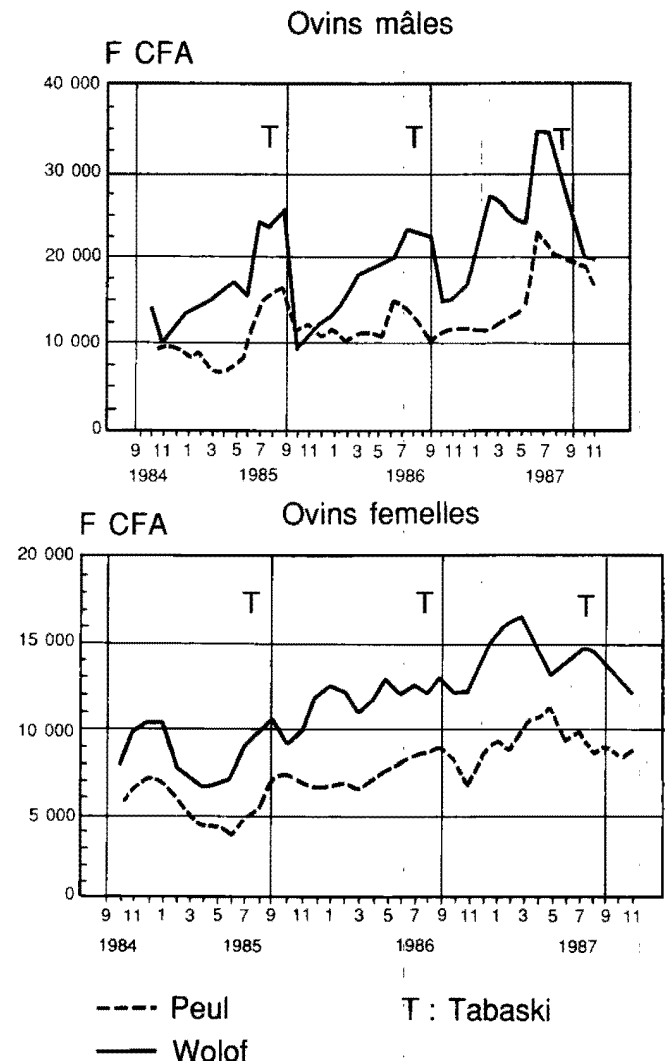 Ovins mâles
F CFA
40 000
30 000
20 000
10 000
0
T T T
9 11 1 3 5 7 9 11 1 3 5 7 9 11 1 3 5 7 9 11
1984 1985 1986 1987
Ovins femelles
F CFA
20 000
15 000
10 000
5 000
0
T T T
9 11 1 3 5 7 9 11 1 3 5 7 9 11 1 3 5 7 9 11
1984 1985 1986 1987
Peul T : Tabaski
Wolof